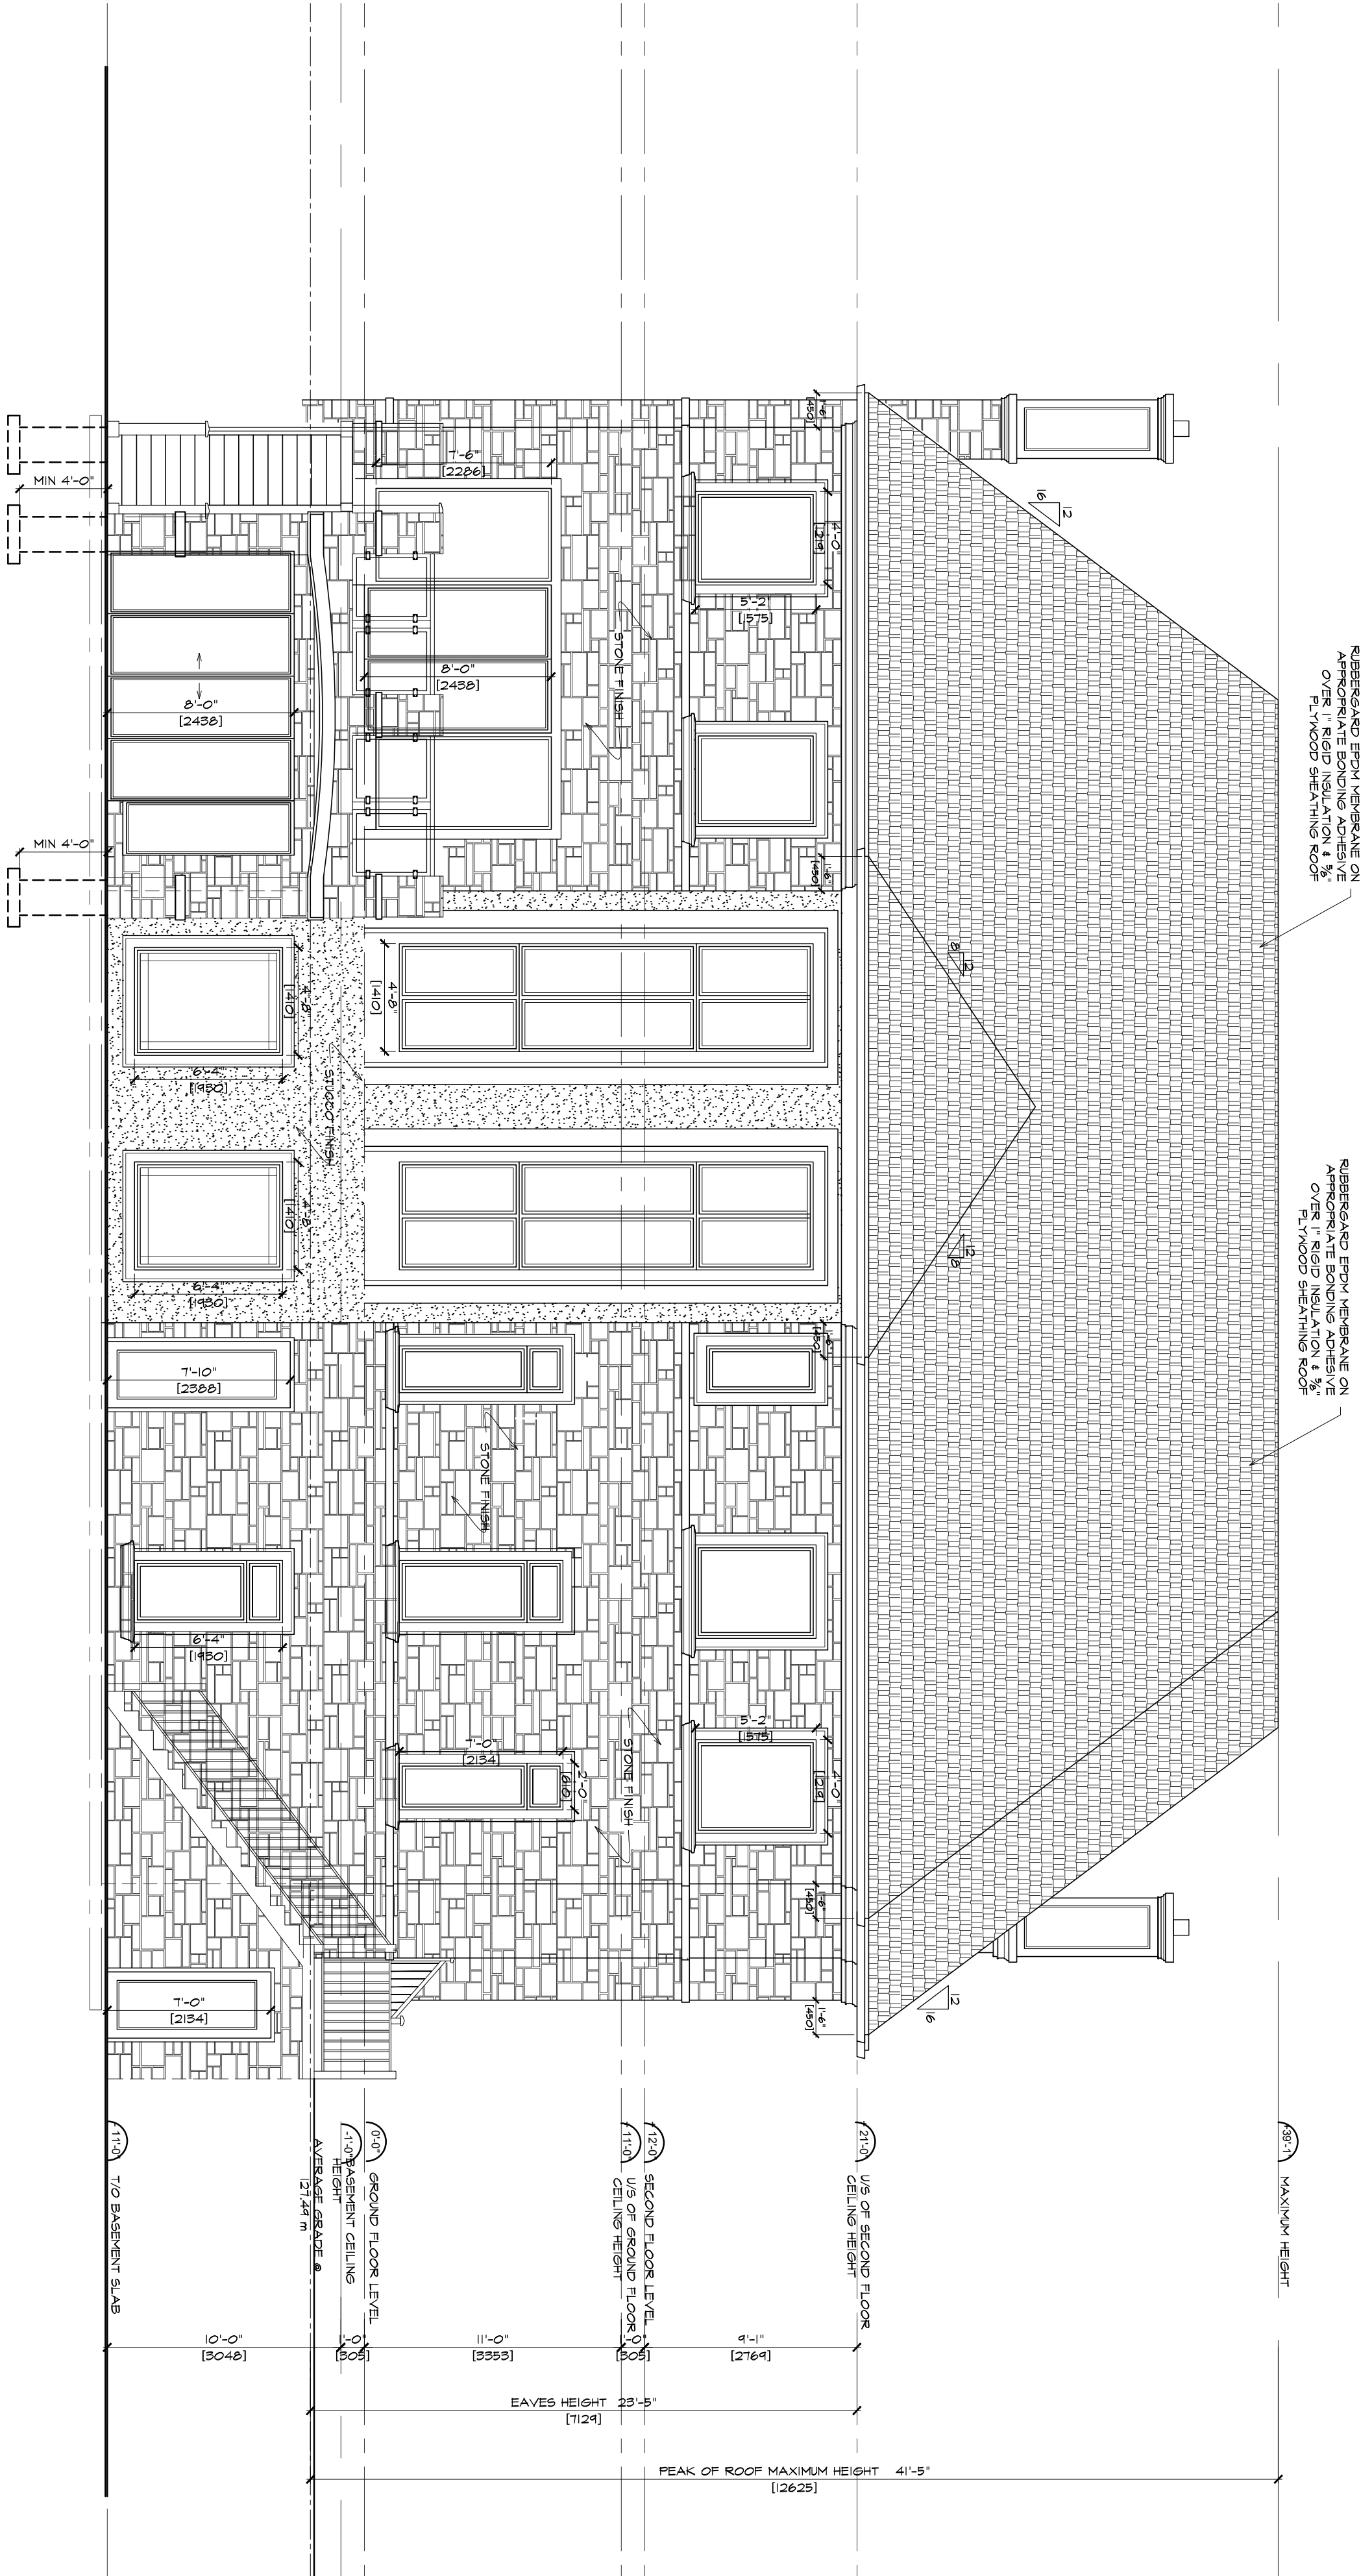 RUBBERGARD EPDM MEMBRANE ON
APPROPRIATE BONDING ADHESIVE
OVER 1" RIGID INSULATION & 5/8"
PLYWOOD SHEATHING ROOF
RUBBERGARD EPDM MEMBRANE ON
APPROPRIATE BONDING ADHESIVE
OVER 1" RIGID INSULATION & 5/8"
PLYWOOD SHEATHING ROOF
12
16
12
8
12
8
12
16
1'-6"
[450]
1'-6"
[450]
1'-6"
[450]
1'-6"
[450]
1'-6"
[450]
4'-0"
[1219]
5'-2"
[1575]
5'-2"
[1575]
4'-0"
[1219]
STONE FINISH
STONE FINISH
STONE FINISH
7'-6"
[2286]
8'-0"
[2438]
4'-8"
[1410]
7'-0"
[2134]
2'-0"
[610]
STUCCO FINISH
8'-0"
[2438]
4'-8"
[1410]
6'-4"
[1930]
4'-8"
[1410]
6'-4"
[1930]
7'-10"
[2388]
6'-4"
[1930]
7'-0"
[2134]
MIN 4'-0"
MIN 4'-0"
+39'-1"
MAXIMUM HEIGHT
+21'-0"
U/S OF SECOND FLOOR
CEILING HEIGHT
+12'-0"
SECOND FLOOR LEVEL
+11'-0"
U/S OF GROUND FLOOR
CEILING HEIGHT
0'-0"
GROUND FLOOR LEVEL
-1'-0"
BASEMENT CEILING
HEIGHT
AVERAGE GRADE @
127.49 m
-11'-0"
T/O BASEMENT SLAB
9'-1"
[2769]
1'-0"
[305]
11'-0"
[3353]
1'-0"
[305]
10'-0"
[3048]
EAVES HEIGHT 23'-5"
[7129]
PEAK OF ROOF MAXIMUM HEIGHT 41'-5"
[12625]